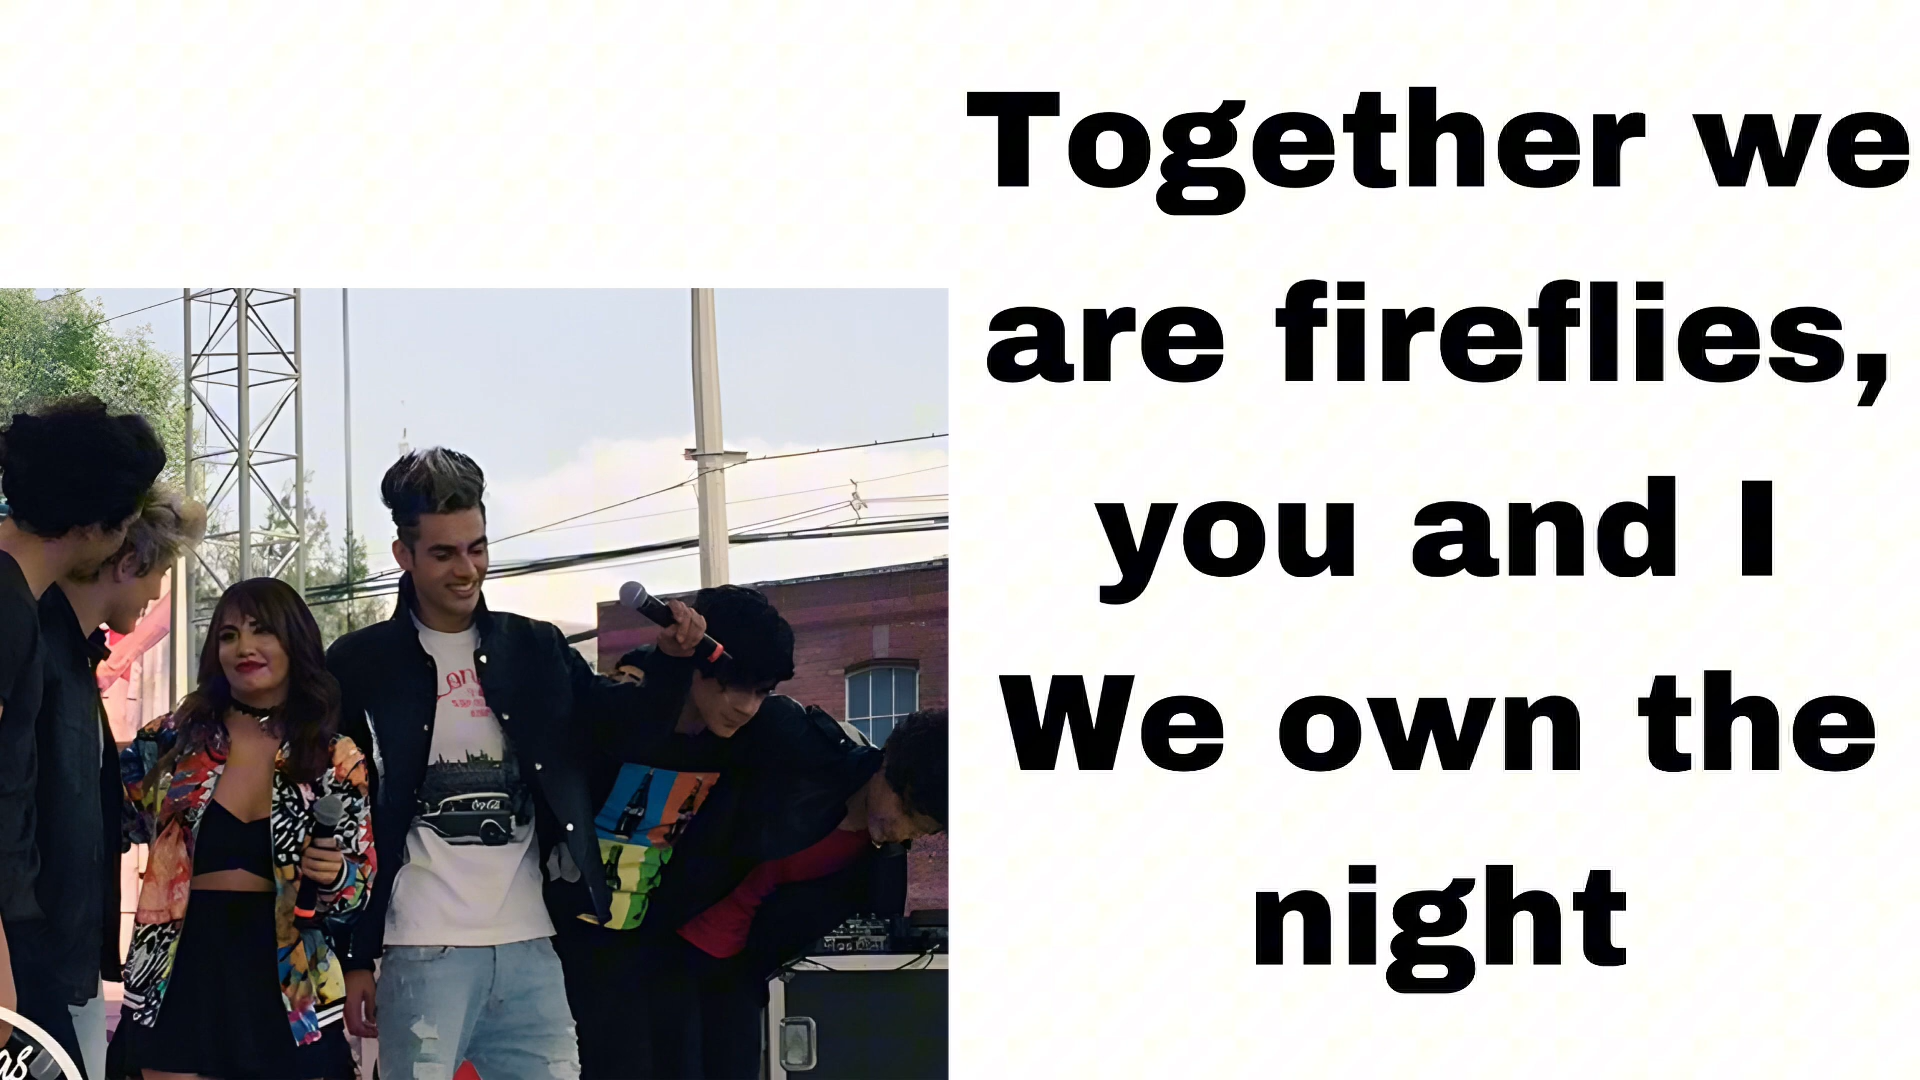 Together we
are fireflies,
you and I
We own the
night